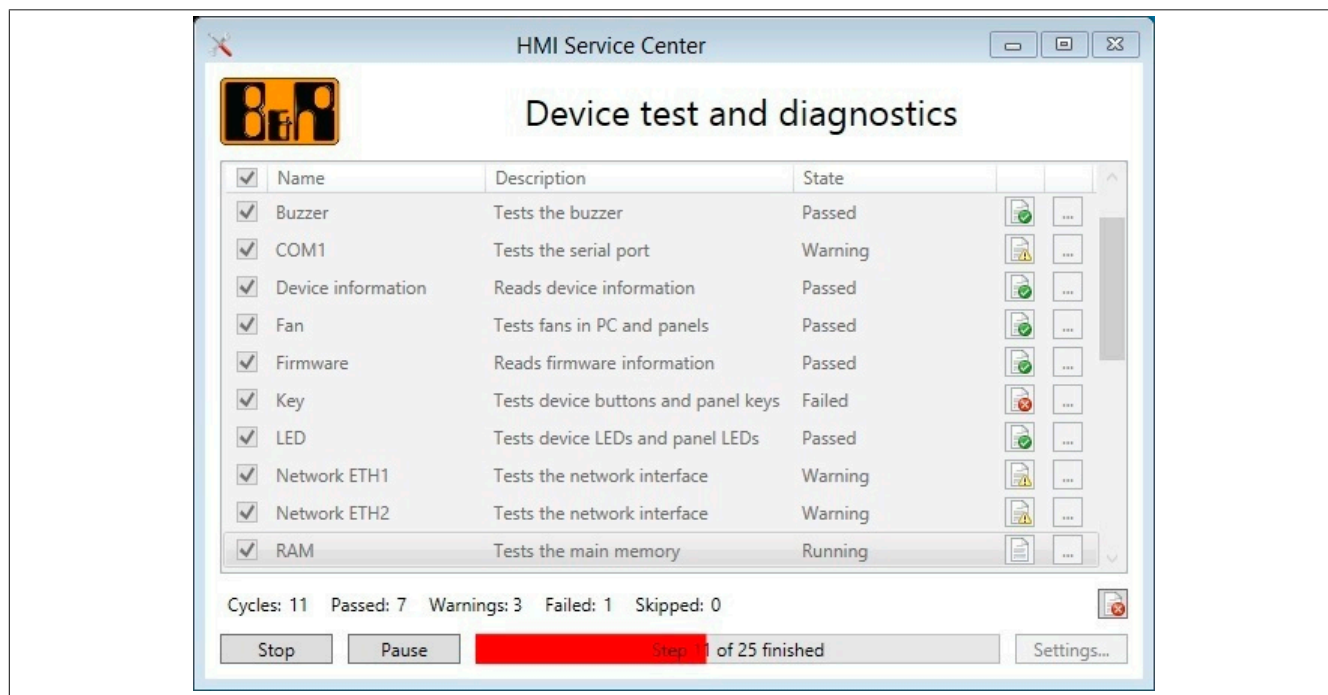 HMI Service Center
B&R
Device test and diagnostics
Name Description State
Buzzer Tests the buzzer Passed ...
COM1 Tests the serial port Warning ...
Device information Reads device information Passed ...
Fan Tests fans in PC and panels Passed ...
Firmware Reads firmware information Passed ...
Key Tests device buttons and panel keys Failed ...
LED Tests device LEDs and panel LEDs Passed ...
Network ETH1 Tests the network interface Warning ...
Network ETH2 Tests the network interface Warning ...
RAM Tests the main memory Running ...
Cycles: 11 Passed: 7 Warnings: 3 Failed: 1 Skipped: 0
Stop Pause Step 11 of 25 finished Settings...